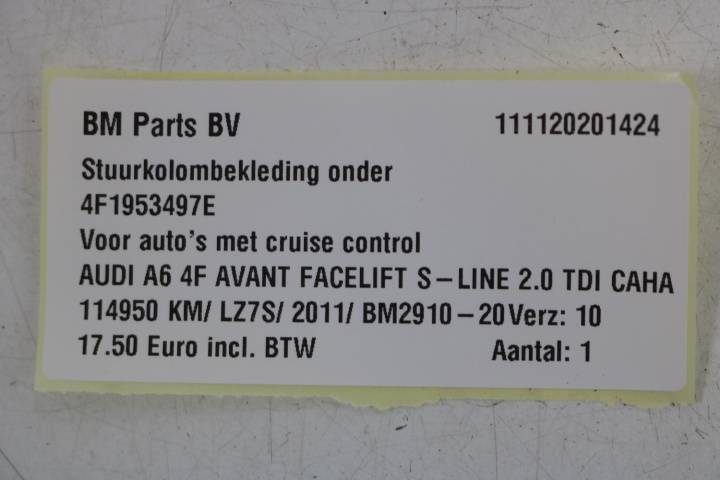 BM Parts BV 111120201424
Stuurkolombekleding onder
4F1953497E
Voor auto's met cruise control
AUDI A6 4F AVANT FACELIFT S-LINE 2.0 TDI CAHA
114950 KM/ LZ7S/ 2011/ BM2910-20 Verz: 10
17.50 Euro incl. BTW Aantal: 1